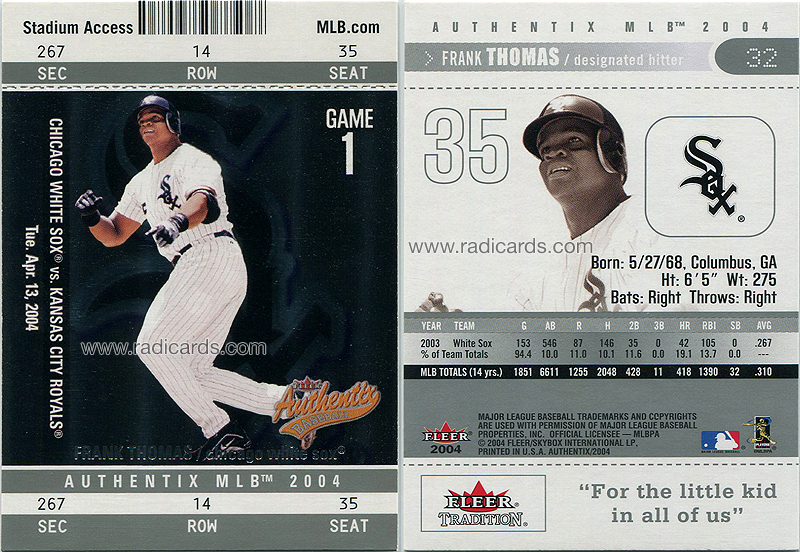 Stadium Access MLB.com
267 14 35
SEC ROW SEAT
GAME
1
CHICAGO WHITE SOX® vs. KANSAS CITY ROYALS®
Tue. Apr. 13, 2004
www.radicards.com
Fleer
Authentix
BASEBALL
FRANK THOMAS / chicago white sox®
AUTHENTIX MLB™ 2004
267 14 35
SEC ROW SEAT
AUTHENTIX MLB™ 2004
> FRANK THOMAS / designated hitter 32
35
Sox®
www.radicards.com
Born: 5/27/68, Columbus, GA
Ht: 6'5" Wt: 275
Bats: Right Throws: Right
YEAR TEAM G AB R H 2B 3B HR RBI SB AVG
2003 White Sox 153 546 87 146 35 0 42 105 0 .267
% of Team Totals 94.4 10.0 11.0 10.1 11.6 0.0 19.1 13.7 0.0 ---
MLB TOTALS (14 yrs.) 1851 6611 1255 2048 428 11 418 1390 32 .310
FLEER
2004
MAJOR LEAGUE BASEBALL TRADEMARKS AND COPYRIGHTS
ARE USED WITH PERMISSION OF MAJOR LEAGUE BASEBALL
PROPERTIES, INC. OFFICIAL LICENSEE — MLBPA
© 2004 FLEER/SKYBOX INTERNATIONAL LP.
PRINTED IN U.S.A. AUTHENTIX/2004
FLEER
TRADITION
"For the little kid
in all of us"